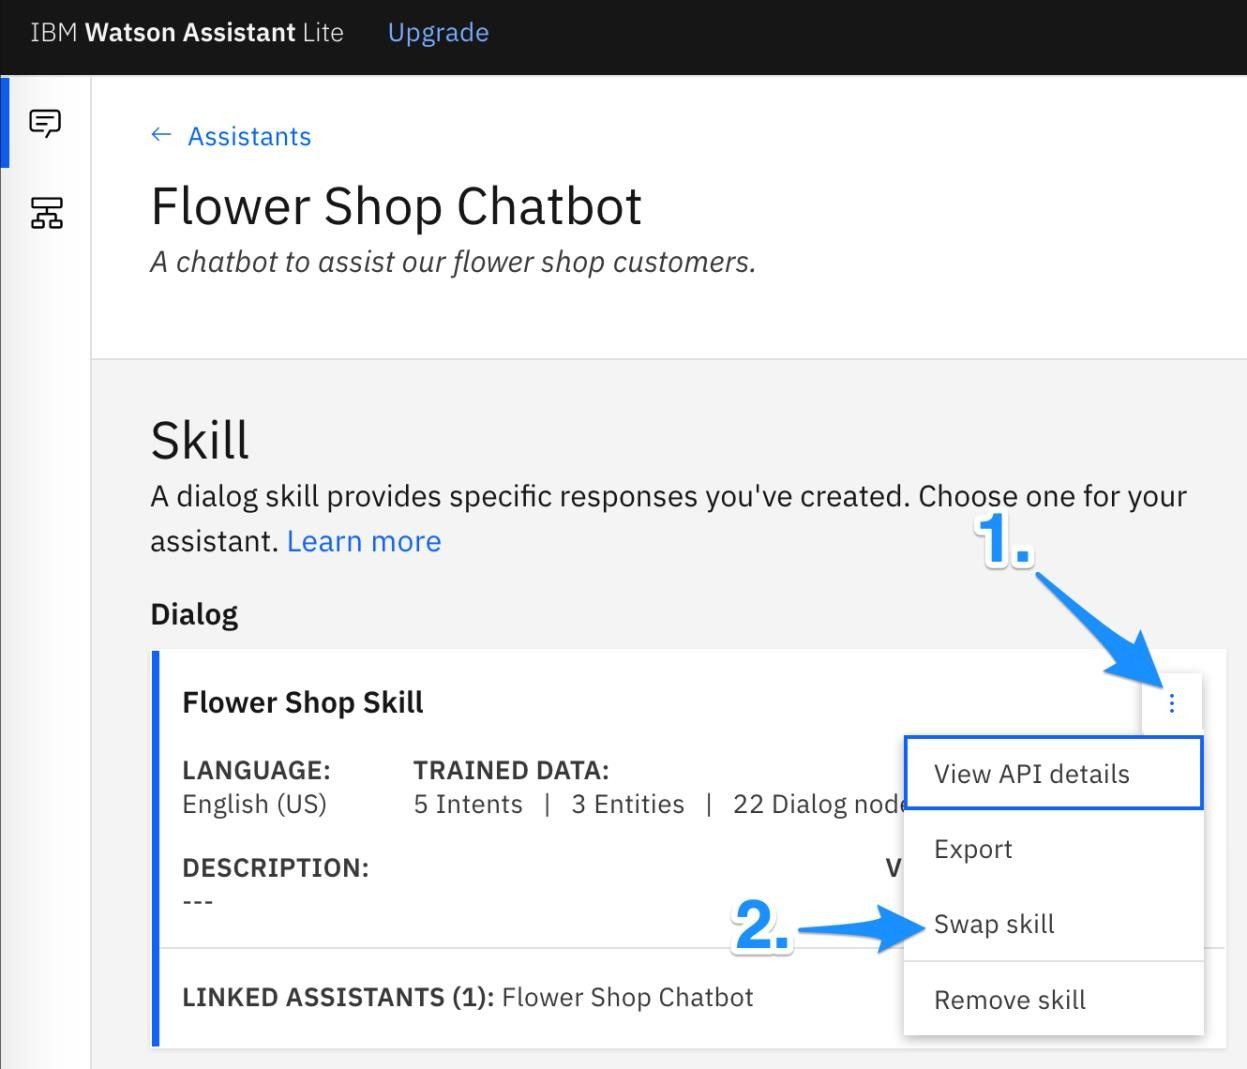 IBM Watson Assistant Lite Upgrade
← Assistants
Flower Shop Chatbot
A chatbot to assist our flower shop customers.
Skill
A dialog skill provides specific responses you've created. Choose one for your
assistant. Learn more
1.
Dialog
Flower Shop Skill
LANGUAGE: TRAINED DATA:
English (US) 5 Intents | 3 Entities | 22 Dialog
DESCRIPTION:
---
LINKED ASSISTANTS (1): Flower Shop Chatbot
View API details
Export
2.
Swap skill
Remove skill